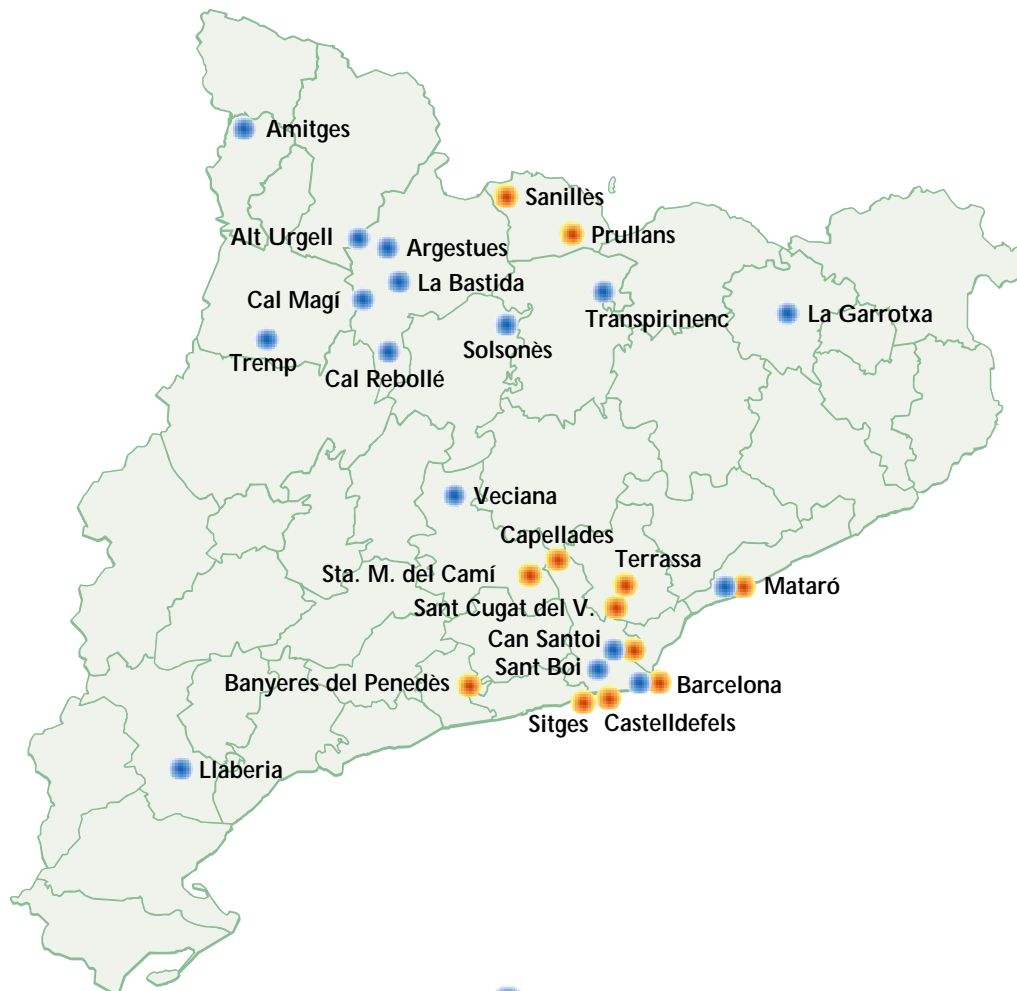 Amitges
Sanillès
Prullans
Alt Urgell
Argestues
La Bastida
Cal Magí
Transpirinenc
La Garrotxa
Solsonès
Tremp
Cal Rebollé
Veciana
Capellades
Terrassa
Sta. M. del Camí
Mataró
Sant Cugat del V.
Can Santoi
Sant Boi
Banyeres del Penedès
Barcelona
Sitges
Castelldefels
Llaberia